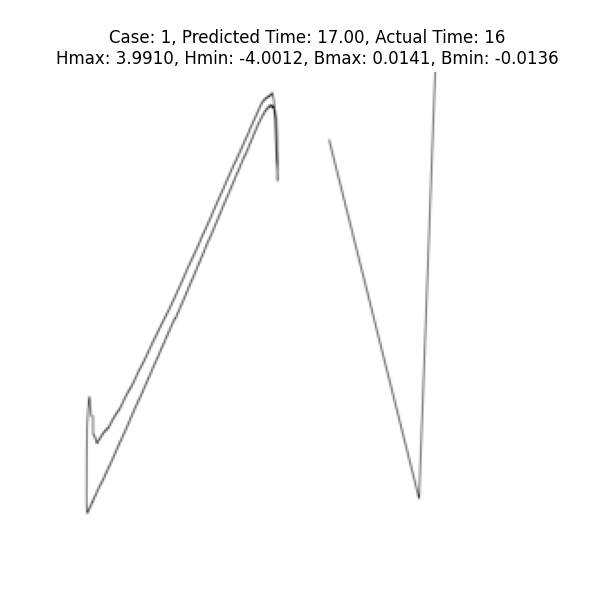 Case: 1, Predicted Time: 17.00, Actual Time: 16
Hmax: 3.9910, Hmin: -4.0012, Bmax: 0.0141, Bmin: -0.0136